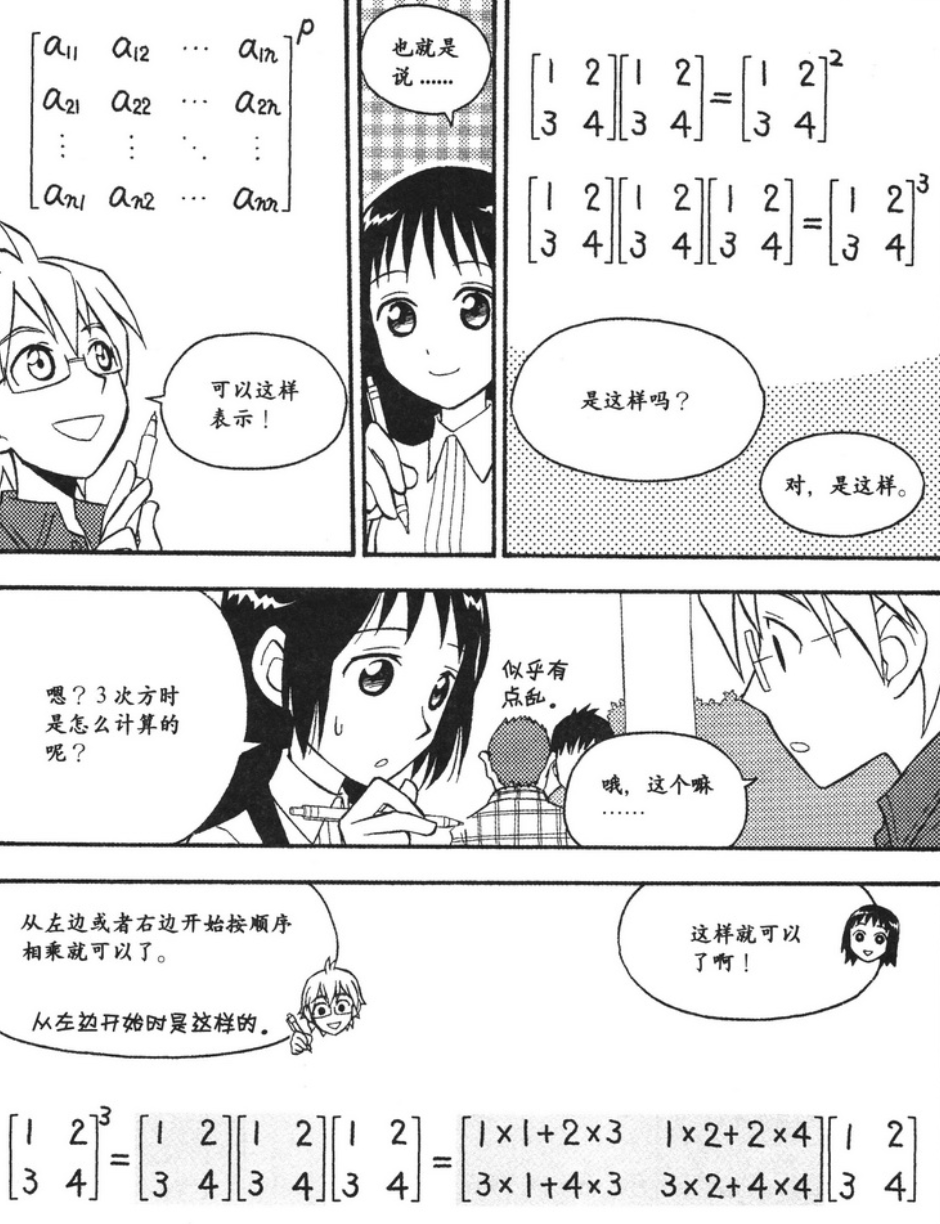 [a11 a12 ⋯ a1n]^p
[a21 a22 ⋯ a2n]
[⋮ ⋮ ⋱ ⋮]
[an1 an2 ⋯ ann]
可以这样
表示！
也就是
说……
[1 2][1 2] = [1 2]^2
[3 4][3 4] [3 4]
[1 2][1 2][1 2] = [1 2]^3
[3 4][3 4][3 4] [3 4]
是这样吗？
对，是这样。
嗯？3次方时
是怎么计算的
呢？
似乎有
点乱。
哦，这个嘛
……
从左边或者右边开始按顺序
相乘就可以了。
从左边开始时是这样的。
这样就可以
了啊！
[1 2]^3 = [1 2][1 2][1 2] = [1×1+2×3 1×2+2×4][1 2]
[3 4] [3 4][3 4][3 4] [3×1+4×3 3×2+4×4][3 4]